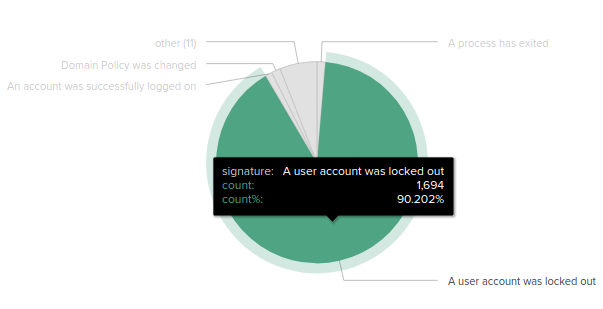 other (11)
A process has exited
Domain Policy was changed
An account was successfully logged on
signature: A user account was locked out
count: 1,694
count%: 90.202%
A user account was locked out